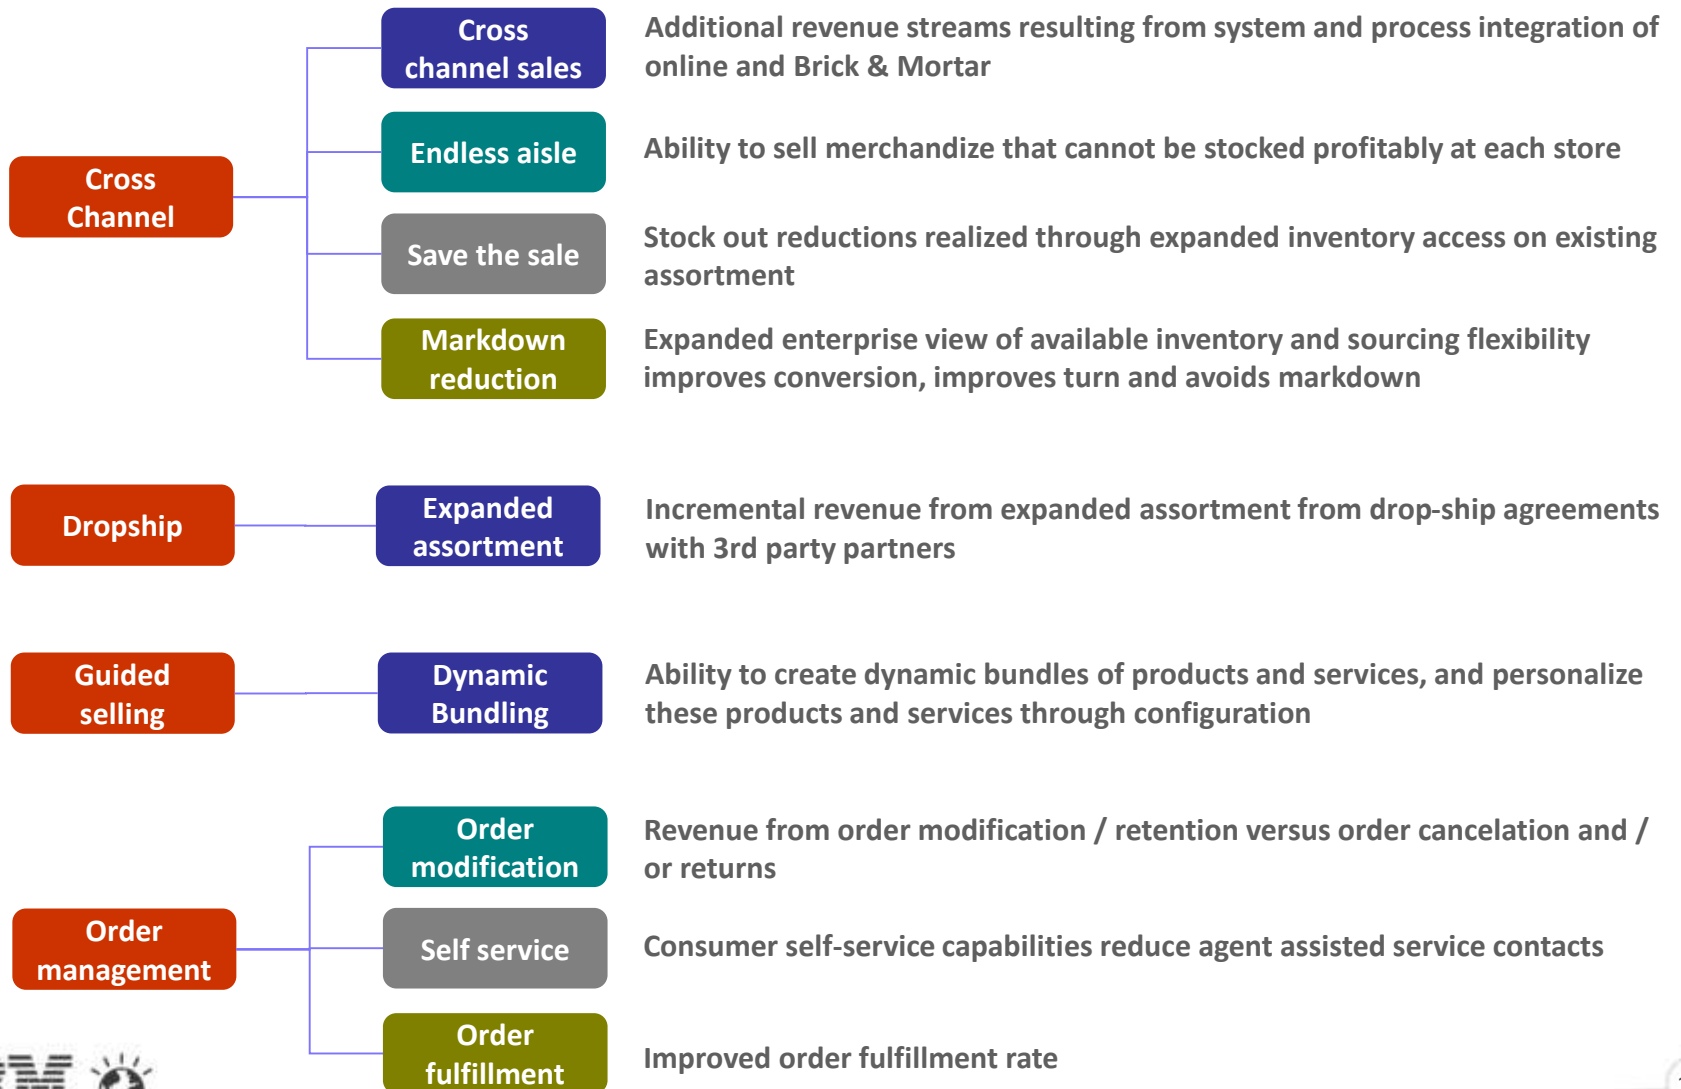 Cross
channel sales
Additional revenue streams resulting from system and process integration of
online and Brick & Mortar
Endless aisle
Ability to sell merchandize that cannot be stocked profitably at each store
Cross
Channel
Save the sale
Stock out reductions realized through expanded inventory access on existing
assortment
Markdown
reduction
Expanded enterprise view of available inventory and sourcing flexibility
improves conversion, improves turn and avoids markdown
Dropship
Expanded
assortment
Incremental revenue from expanded assortment from drop-ship agreements
with 3rd party partners
Guided
selling
Dynamic
Bundling
Ability to create dynamic bundles of products and services, and personalize
these products and services through configuration
Order
modification
Revenue from order modification / retention versus order cancelation and /
or returns
Order
management
Self service
Consumer self-service capabilities reduce agent assisted service contacts
Order
fulfillment
Improved order fulfillment rate